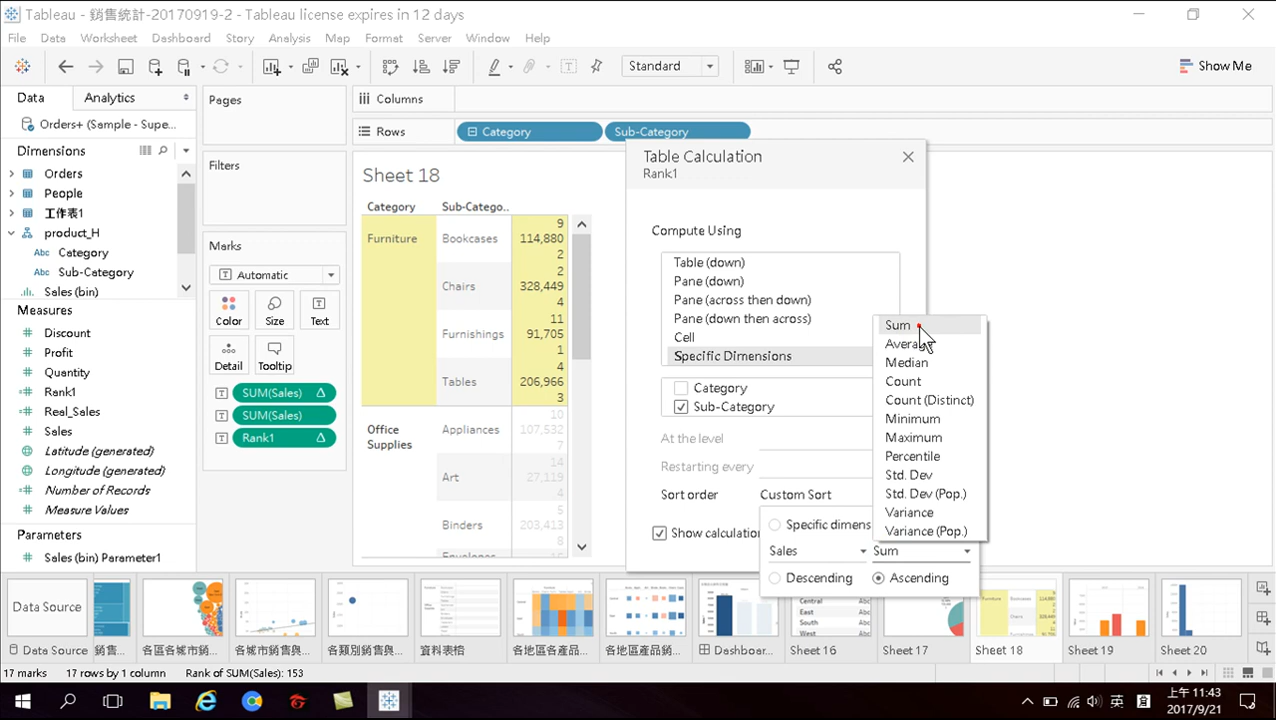 Tableau - 銷售統計-20170919-2 - Tableau license expires in 12 days
File Data Worksheet Dashboard Story Analysis Map Format Server Window Help
Standard
Show Me
Data Analytics
Pages
Columns
Orders+ (Sample - Supe...
Rows Category Sub-Category
Dimensions
Orders
People
工作表1
product_H
Category
Sub-Category
Sales (bin)
Measures
Discount
Profit
Quantity
Rank1
Real_Sales
Sales
Latitude (generated)
Longitude (generated)
Number of Records
Measure Values
Parameters
Sales (bin) Parameter1
Filters
Marks
Automatic
Color Size Text
Detail Tooltip
SUM(Sales)
SUM(Sales)
Rank1
Sheet 18
Category Sub-Catego..
Furniture Bookcases 9
114,880
2
Chairs 2
328,449
4
Furnishings 11
91,705
1
Tables 4
206,966
3
Office Supplies Appliances 10
107,532
7
Art 14
27,119
4
Binders 5
203,413
8
Envelopes
Table Calculation
Rank1
Compute Using
Table (down)
Pane (down)
Pane (across then down)
Pane (down then across)
Cell
Specific Dimensions
Category
Sub-Category
At the level
Restarting every
Sort order Custom Sort
Show calculation
Specific dimens
Sales Sum
Descending Ascending
Sum
Average
Median
Count
Count (Distinct)
Minimum
Maximum
Percentile
Std. Dev
Std. Dev (Pop.)
Variance
Variance (Pop.)
Data Source
Central Abc
East Abc
South Abc
West Abc
Data Source 銷售... 各區各城市銷... 各城市銷售與... 各類別銷售與... 資料表格 各地區各產品... 各地區產品銷... Dashboar... Sheet 16 Sheet 17 Sheet 18 Sheet 19 Sheet 20
17 marks 17 rows by 1 column Rank of SUM(Sales): 153
英
上午 11:43
2017/9/21